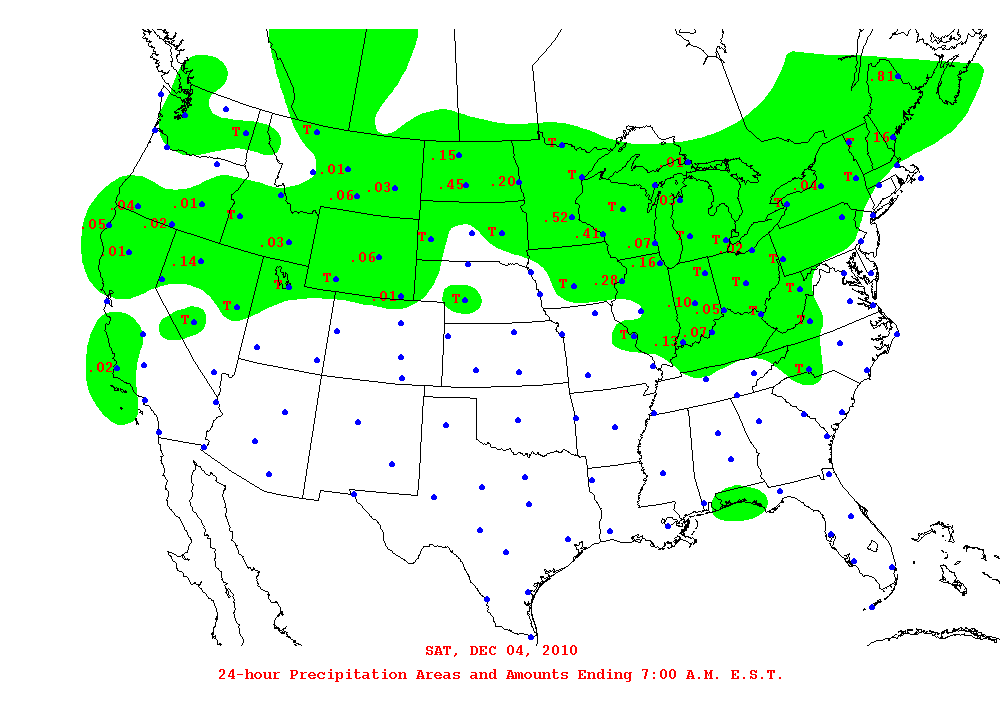 .81
.16
T
T
T
T
.15
.01
.01
T
.45
.20
T
.03
.04
.06
.03
T
.04
.01
T
T
.52
.05
.02
T
.41
T
T
T
.03
.07
.02
.01
.06
T
.14
.16
T
T
.28
T
T
T
T
.01
T
.10
T
.05
T
T
T
T
.07
.13
.02
T
SAT, DEC 04, 2010
24-hour Precipitation Areas and Amounts Ending 7:00 A.M. E.S.T.